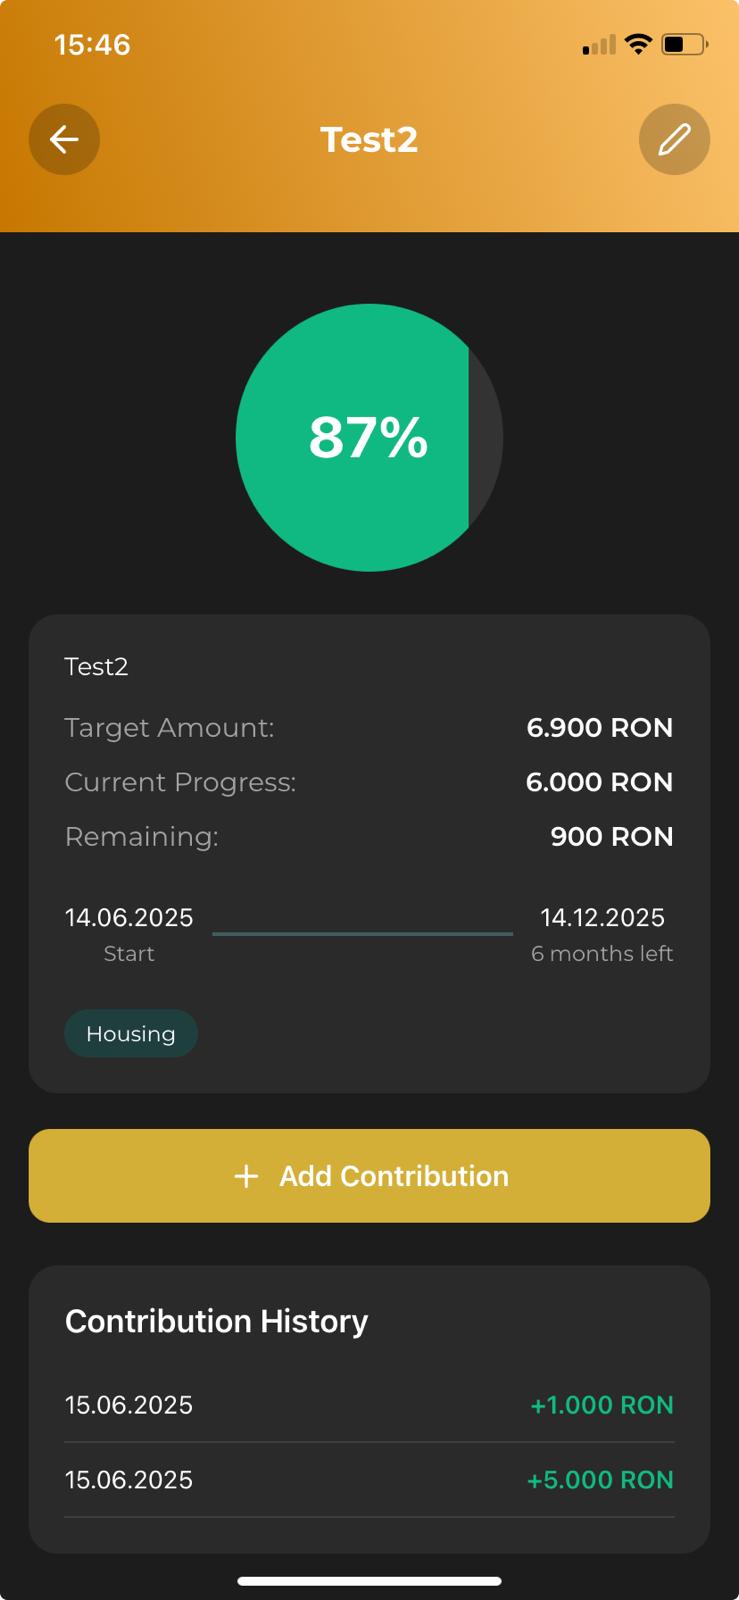 15:46
Test2
87%
Test2
Target Amount: 6.900 RON
Current Progress: 6.000 RON
Remaining: 900 RON
14.06.2025 14.12.2025
Start 6 months left
Housing
+ Add Contribution
Contribution History
15.06.2025 +1.000 RON
15.06.2025 +5.000 RON